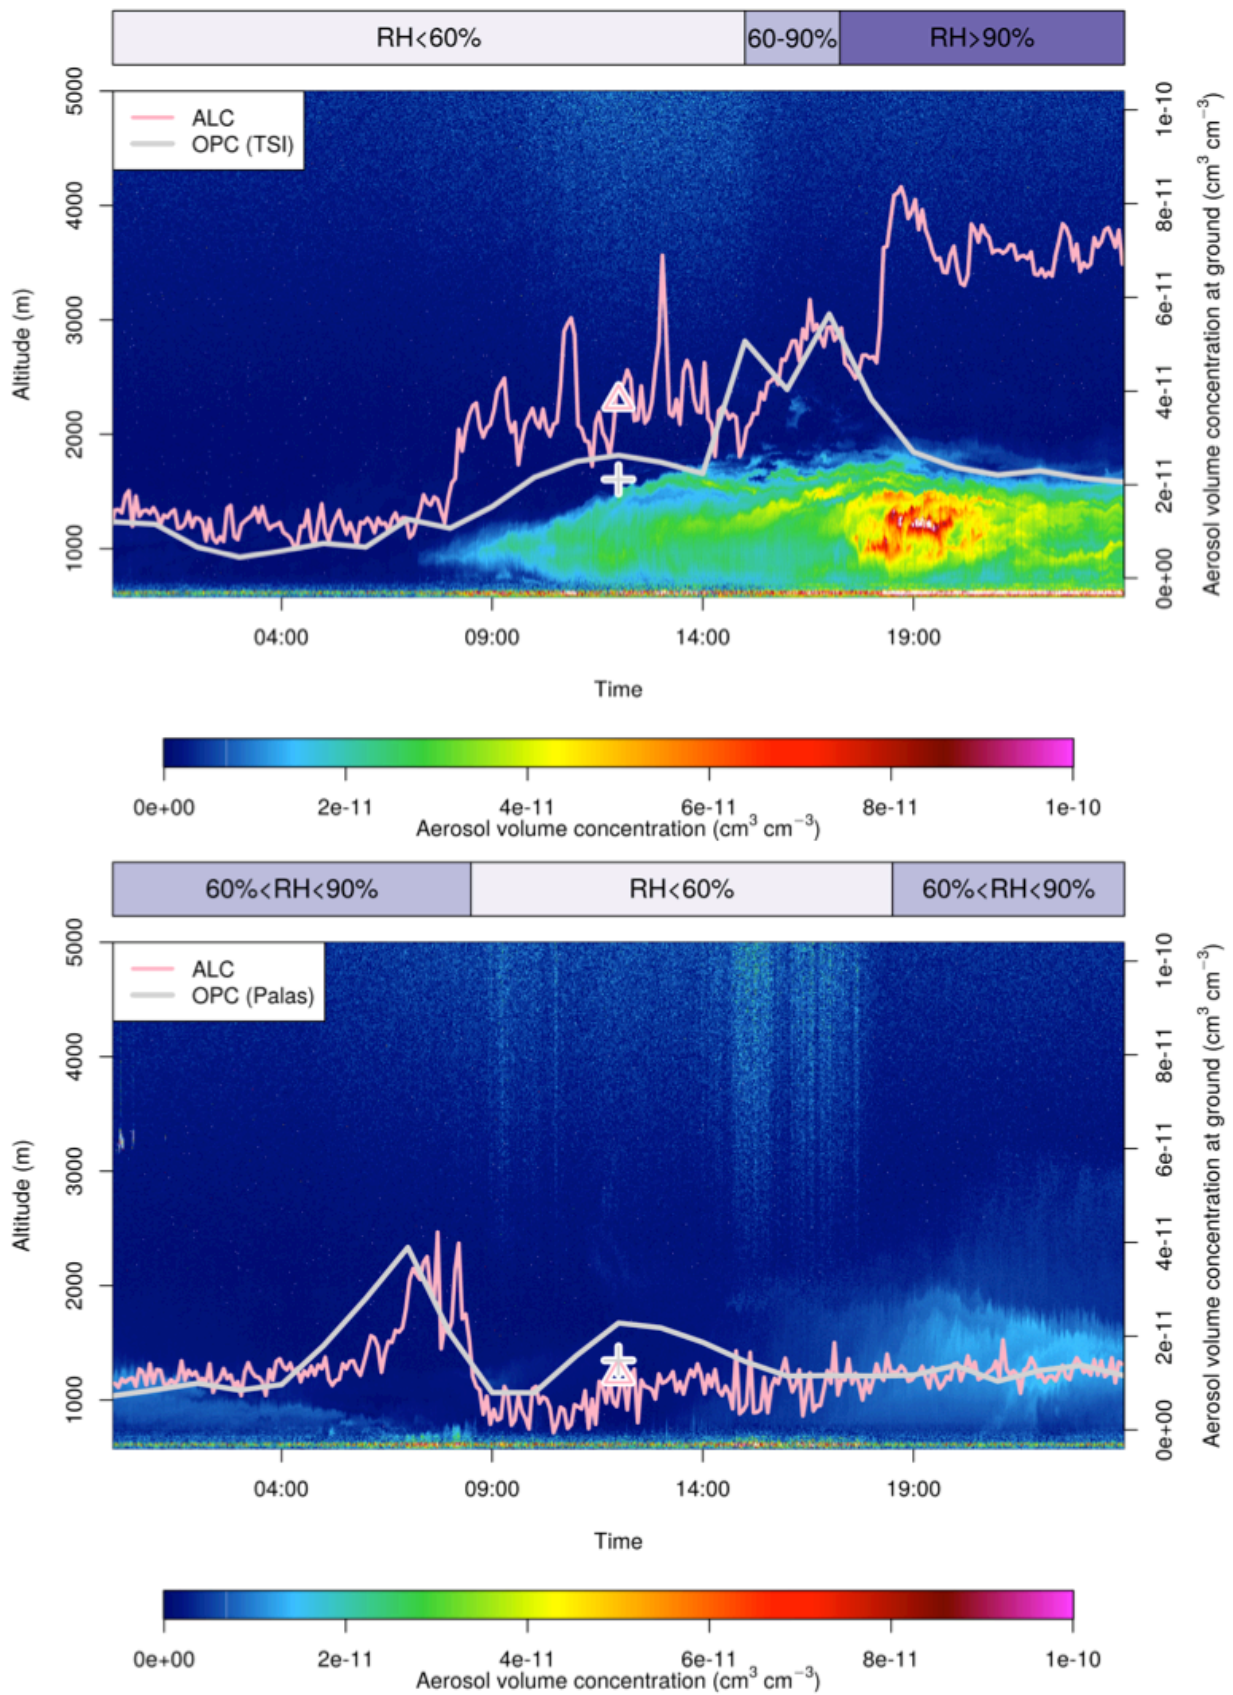 RH<60% 60-90% RH>90%
ALC
OPC (TSI)
5000
4000
3000
2000
1000
Altitude (m)
1e-10
8e-11
6e-11
4e-11
2e-11
0e+00
Aerosol volume concentration at ground (cm³ cm⁻³)
04:00 09:00 14:00 19:00
Time
0e+00 2e-11 4e-11 6e-11 8e-11 1e-10
Aerosol volume concentration (cm³ cm⁻³)
60%<RH<90% RH<60% 60%<RH<90%
ALC
OPC (Palas)
5000
4000
3000
2000
1000
Altitude (m)
1e-10
8e-11
6e-11
4e-11
2e-11
0e+00
Aerosol volume concentration at ground (cm³ cm⁻³)
04:00 09:00 14:00 19:00
Time
0e+00 2e-11 4e-11 6e-11 8e-11 1e-10
Aerosol volume concentration (cm³ cm⁻³)